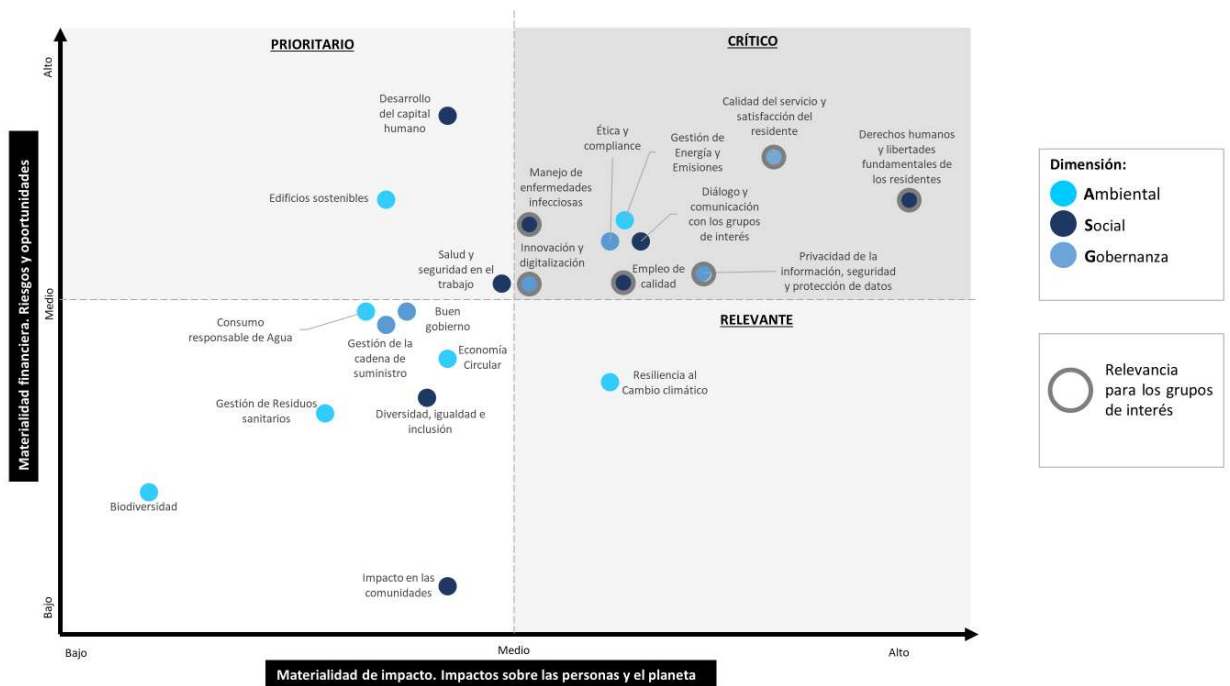 PRIORITARIO
CRÍTICO
Alto
Desarrollo
del capital
humano
Calidad del servicio y
satisfacción del
residente
Ética y
compliance
Gestión de
Energía y
Emisiones
Derechos humanos
y libertades
fundamentales de
los residentes
Manejo de
enfermedades
infecciosas
Edificios sostenibles
Diálogo y
comunicación
con los grupos
de interés
Salud y
seguridad en el
trabajo
Innovación y
digitalización
Empleo de
calidad
Privacidad de la
información, seguridad
y protección de datos
Materialidad financiera. Riesgos y oportunidades
Medio
RELEVANTE
Consumo
responsable de Agua
Buen
gobierno
Gestión de la
cadena de
suministro
Economía
Circular
Resiliencia al
Cambio climático
Gestión de Residuos
sanitarios
Diversidad, igualdad e
inclusión
Biodiversidad
Impacto en las
comunidades
Bajo
Bajo
Medio
Alto
Materialidad de impacto. Impactos sobre las personas y el planeta
Dimensión:
Ambiental
Social
Gobernanza
Relevancia
para los grupos
de interés